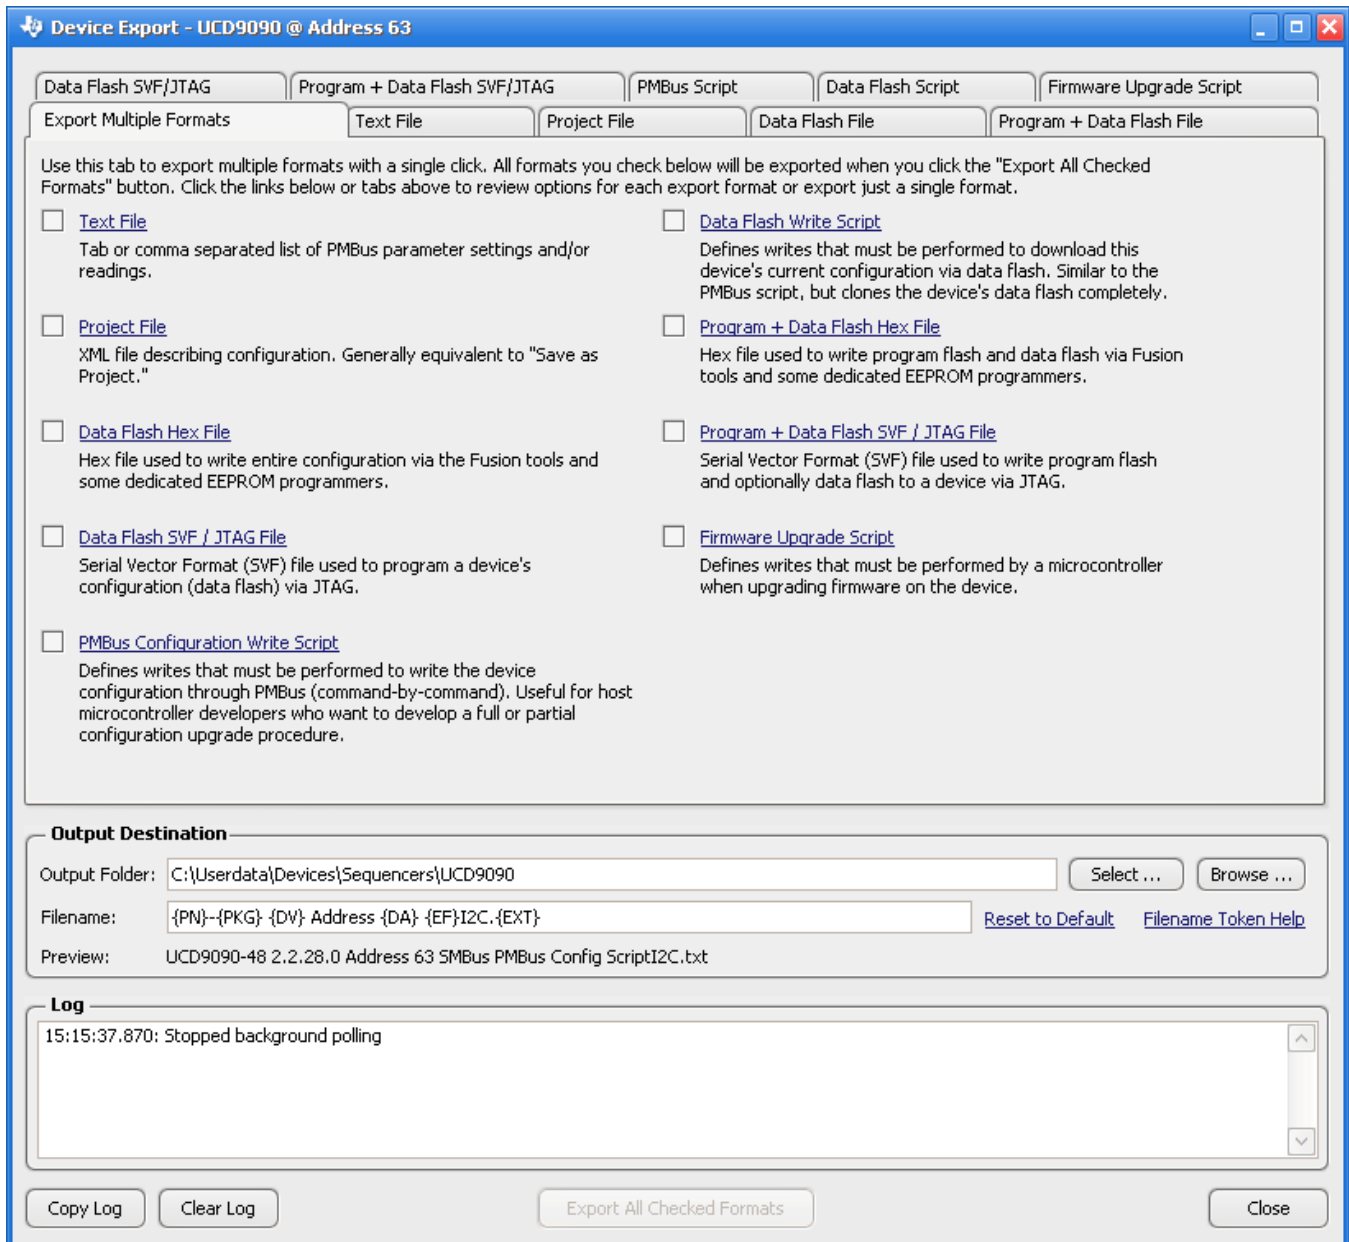 Device Export - UCD9090 @ Address 63
Data Flash SVF/JTAG
Program + Data Flash SVF/JTAG
PMBus Script
Data Flash Script
Firmware Upgrade Script
Export Multiple Formats
Text File
Project File
Data Flash File
Program + Data Flash File
Use this tab to export multiple formats with a single click. All formats you check below will be exported when you click the "Export All Checked
Formats" button. Click the links below or tabs above to review options for each export format or export just a single format.
Text File
Tab or comma separated list of PMBus parameter settings and/or
readings.
Project File
XML file describing configuration. Generally equivalent to "Save as
Project."
Data Flash Hex File
Hex file used to write entire configuration via the Fusion tools and
some dedicated EEPROM programmers.
Data Flash SVF / JTAG File
Serial Vector Format (SVF) file used to program a device's
configuration (data flash) via JTAG.
PMBus Configuration Write Script
Defines writes that must be performed to write the device
configuration through PMBus (command-by-command). Useful for host
microcontroller developers who want to develop a full or partial
configuration upgrade procedure.
Data Flash Write Script
Defines writes that must be performed to download this
device's current configuration via data flash. Similar to the
PMBus script, but clones the device's data flash completely.
Program + Data Flash Hex File
Hex file used to write program flash and data flash via Fusion
tools and some dedicated EEPROM programmers.
Program + Data Flash SVF / JTAG File
Serial Vector Format (SVF) file used to write program flash
and optionally data flash to a device via JTAG.
Firmware Upgrade Script
Defines writes that must be performed by a microcontroller
when upgrading firmware on the device.
Output Destination
Output Folder: C:\Userdata\Devices\Sequencers\UCD9090 Select ... Browse ...
Filename: {PN}-{PKG} {DV} Address {DA} {EF}I2C.{EXT} Reset to Default Filename Token Help
Preview: UCD9090-48 2.2.28.0 Address 63 SMBus PMBus Config ScriptI2C.txt
Log
15:15:37.870: Stopped background polling
Copy Log Clear Log Export All Checked Formats Close